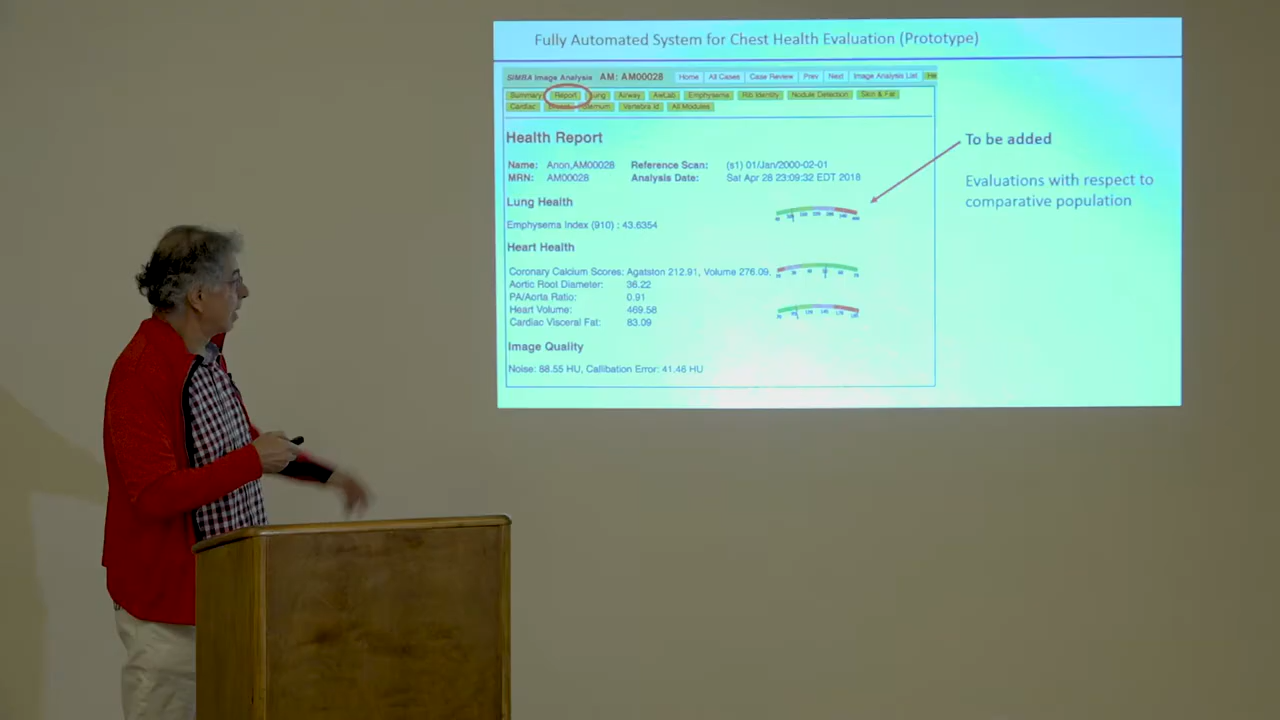 Fully Automated System for Chest Health Evaluation (Prototype)
SIMBA Image Analysis AM: AM00028 Home All Cases Case Review Prev Next Image Analysis List He
Summary Report Lung Airway AwLab Emphysema Rib Identity Nodule Detection Skin & Fat
Cardiac Breast Sternum Vertebra Id All Modules
Health Report
Name: Anon,AM00028 Reference Scan: (s1) 01/Jan/2000-02-01
MRN: AM00028 Analysis Date: Sat Apr 28 23:09:32 EDT 2018
To be added
Evaluations with respect to
comparative population
Lung Health
Emphysema Index (910) : 43.6354
Heart Health
Coronary Calcium Scores: Agatston 212.91, Volume 276.09,
Aortic Root Diameter: 36.22
PA/Aorta Ratio: 0.91
Heart Volume: 469.58
Cardiac Visceral Fat: 83.09
Image Quality
Noise: 88.55 HU, Callibration Error: 41.46 HU